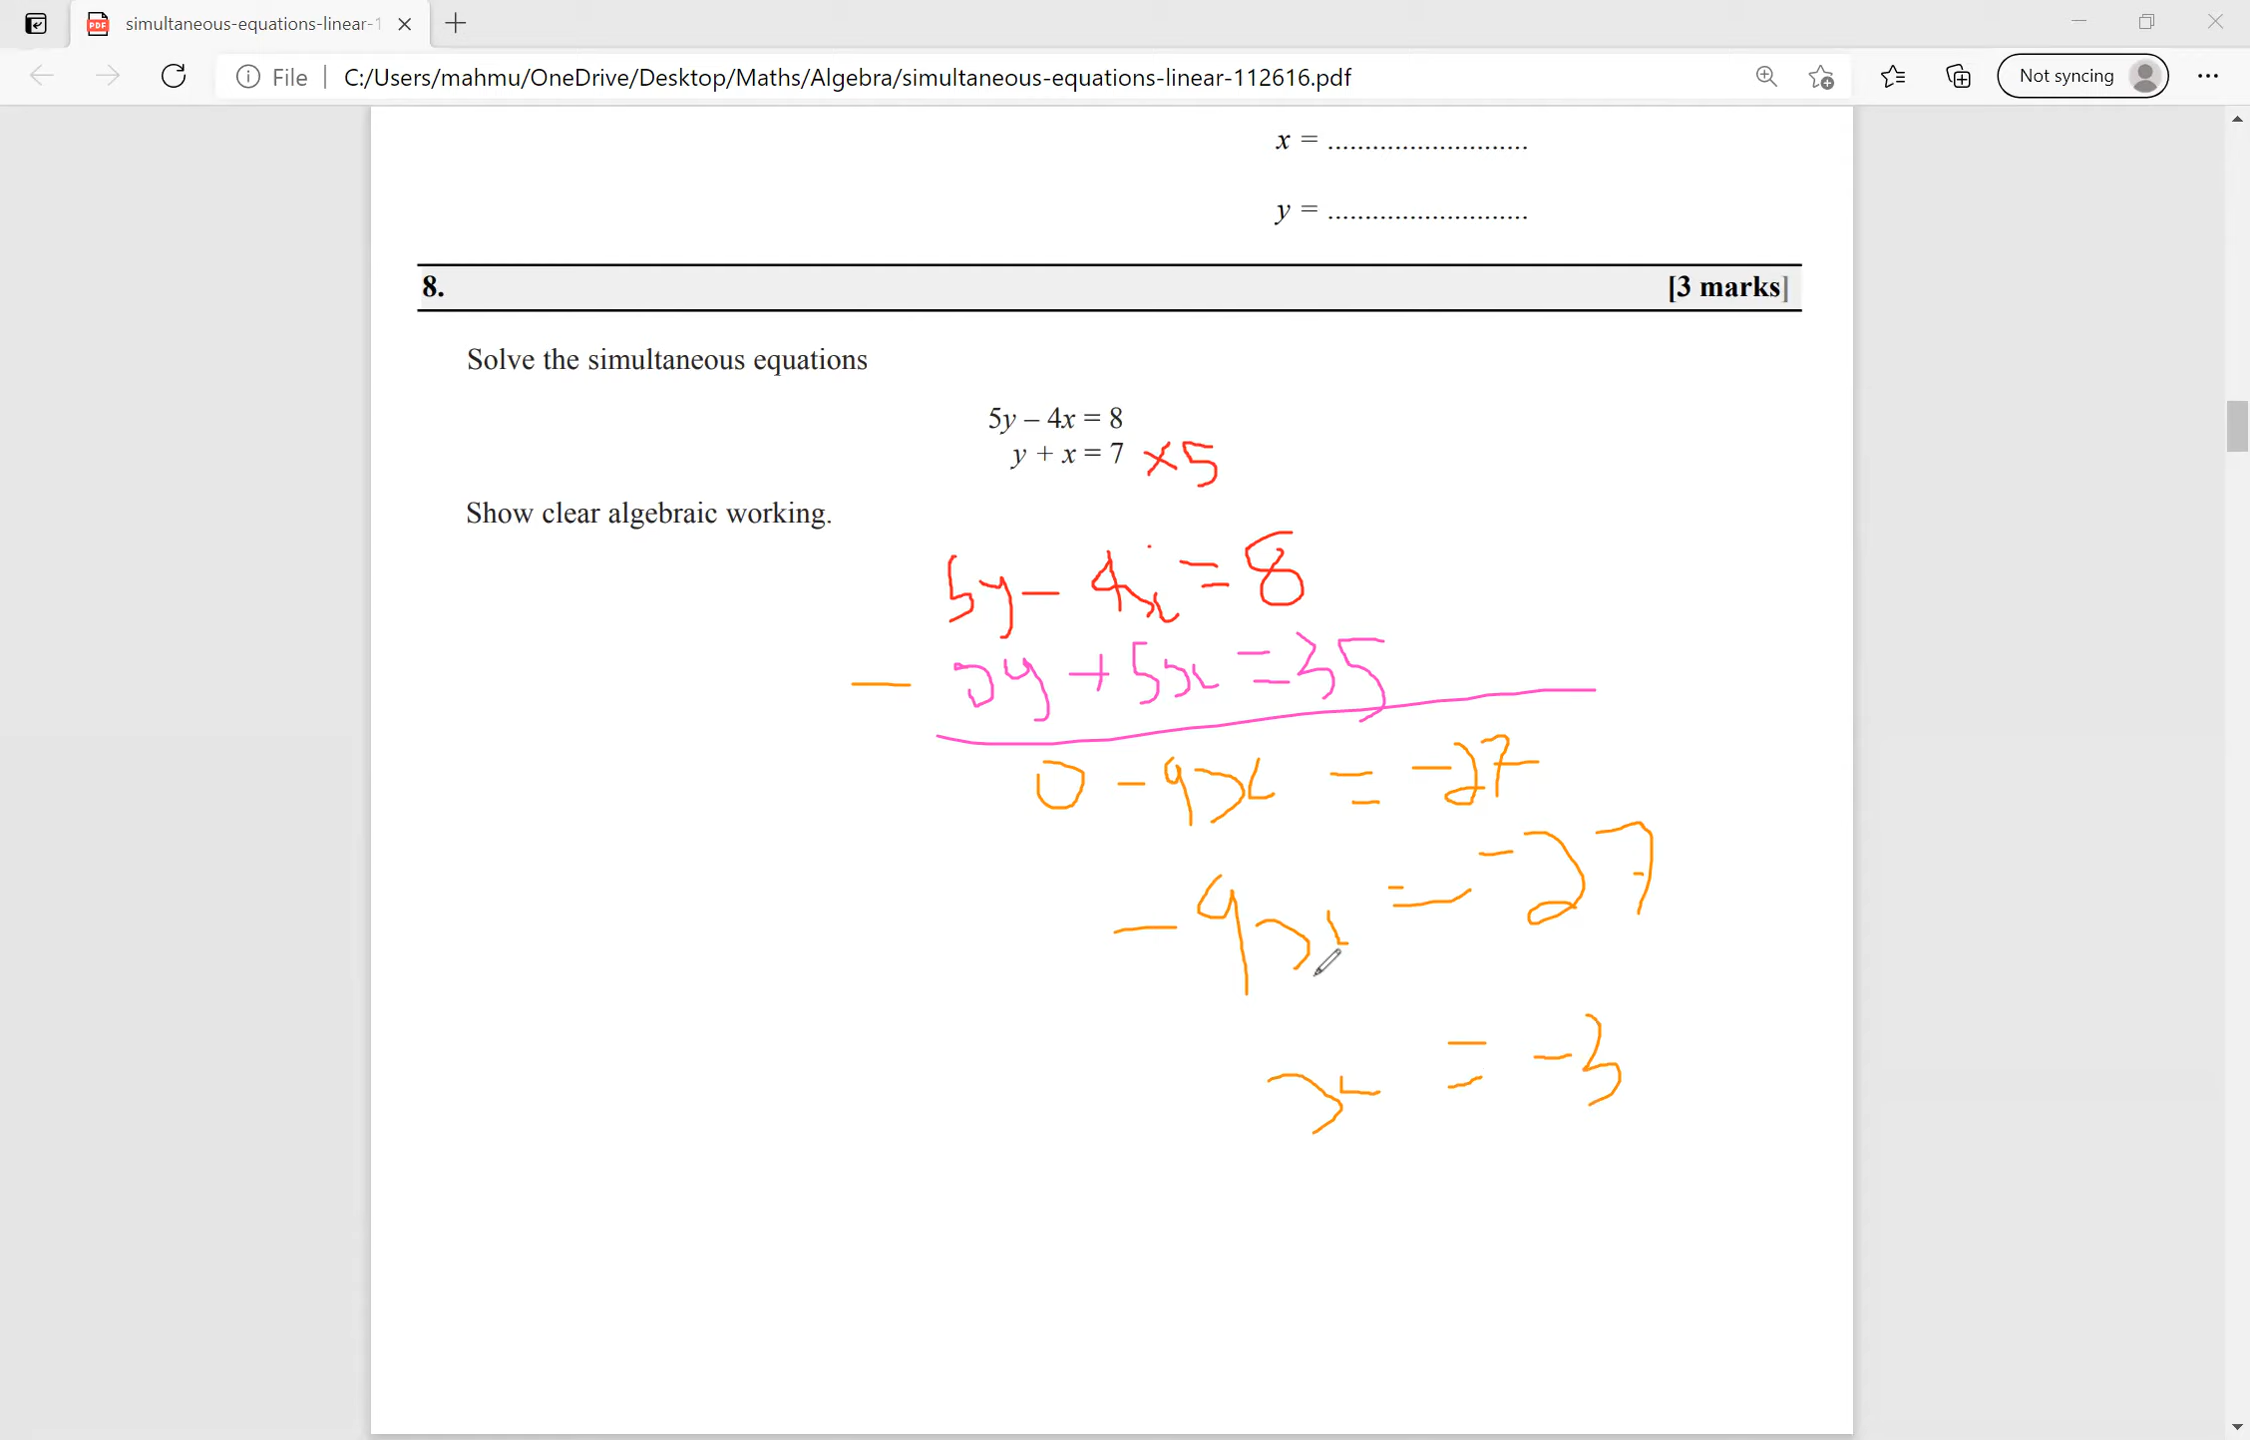 simultaneous-equations-linear-1
File | C:/Users/mahmu/OneDrive/Desktop/Maths/Algebra/simultaneous-equations-linear-112616.pdf
Not syncing
x = ...........................
y = ...........................
8. [3 marks]
Solve the simultaneous equations
5y – 4x = 8
y + x = 7 ×5
Show clear algebraic working.
5y – 4x = 8
– 5y + 5x = 35
0 – 9x = –27
– 9x = –27
x = –3